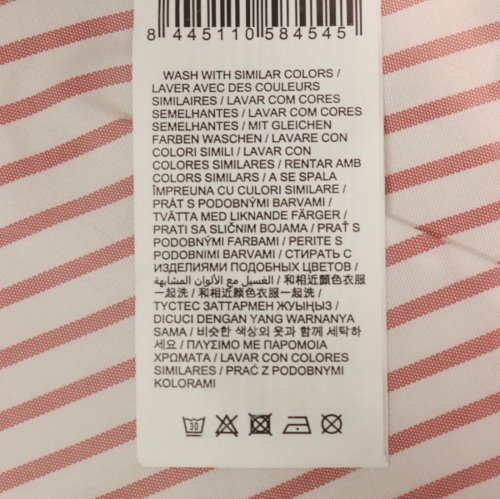 8 445110 584545
WASH WITH SIMILAR COLORS /
LAVER AVEC DES COULEURS
SIMILAIRES / LAVAR COM CORES
SEMELHANTES / LAVAR COM CORES
SEMELHANTES / MIT GLEICHEN
FARBEN WASCHEN / LAVARE CON
COLORI SIMILI / LAVAR CON
COLORES SIMILARES / RENTAR AMB
COLORS SIMILARS / A SE SPALA
ÎMPREUNA CU CULORI SIMILARE /
PRÁT S PODOBNÝMI BARVAMI /
TVÄTTA MED LIKNANDE FÄRGER /
PRATI SA SLIČNIM BOJAMA / PRAŤ S
PODOBNÝMI FARBAMI / PERITE S
PODOBNIMI BARVAMI / СТИРАТЬ С
ИЗДЕЛИЯМИ ПОДОБНЫХ ЦВЕТОВ /
الغسيل مع الألوان المشابهة / 和相近顏色衣服
一起洗 / 和相近颜色衣服一起洗 /
ТҮСТЕС ЗАТТАРМЕН ЖУЫҢЫЗ /
DICUCI DENGAN YANG WARNANYA
SAMA / 비슷한 색상의 옷과 함께 세탁하
세요 / ΠΛΥΣΙΜΟ ΜΕ ΠΑΡΟΜΟΙΑ
ΧΡΩΜΑΤΑ / LAVAR CON COLORES
SIMILARES / PRAĆ Z PODOBNYMI
KOLORAMI
30